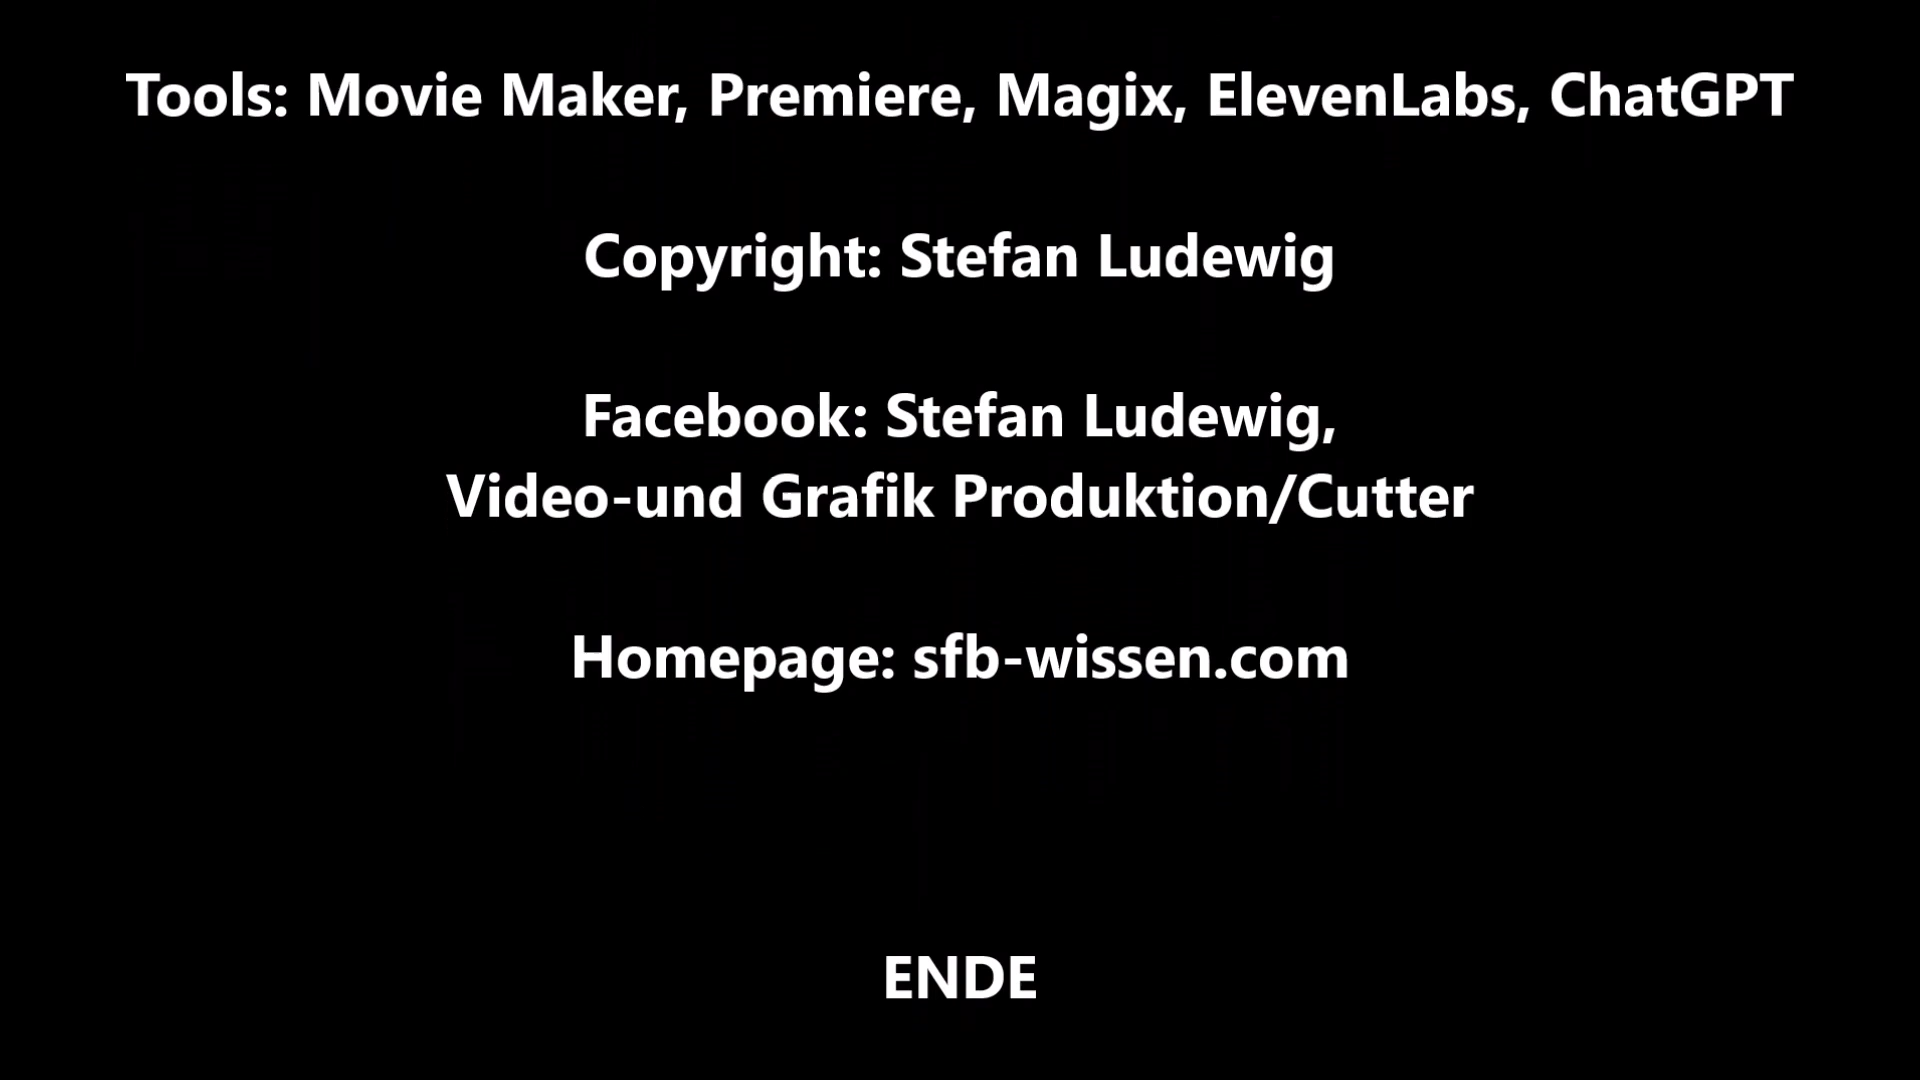 Tools: Movie Maker, Premiere, Magix, ElevenLabs, ChatGPT
Copyright: Stefan Ludewig
Facebook: Stefan Ludewig,
Video-und Grafik Produktion/Cutter
Homepage: sfb-wissen.com
ENDE